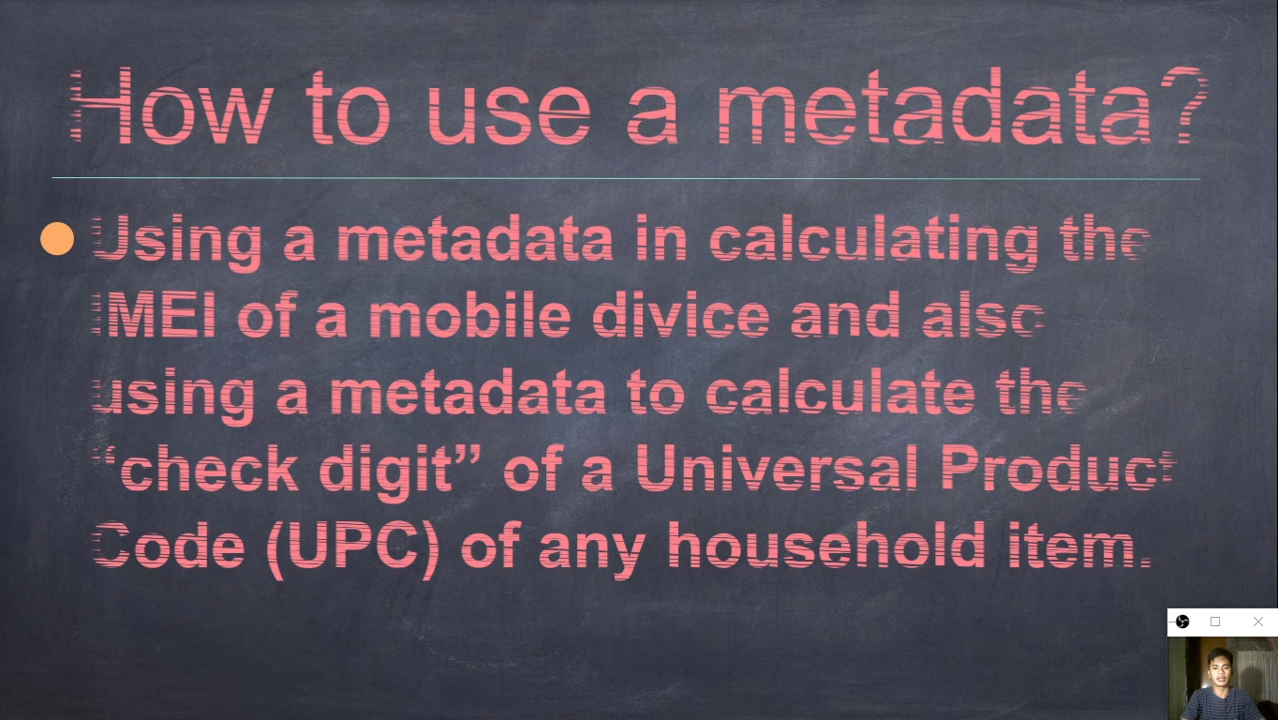 How to use a metadata?
Using a metadata in calculating the
IMEI of a mobile divice and also
using a metadata to calculate the
“check digit” of a Universal Product
Code (UPC) of any household item.